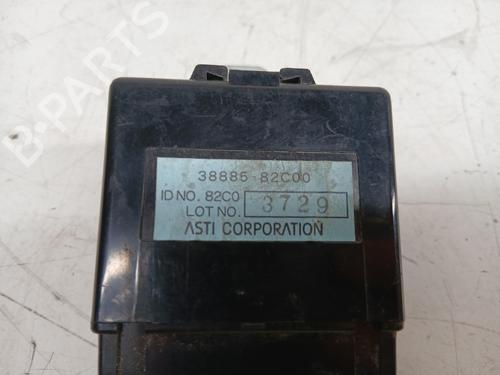 38885-82C00
ID NO. 82C0
LOT NO. 3729
ASTI CORPORATION
B-PARTS